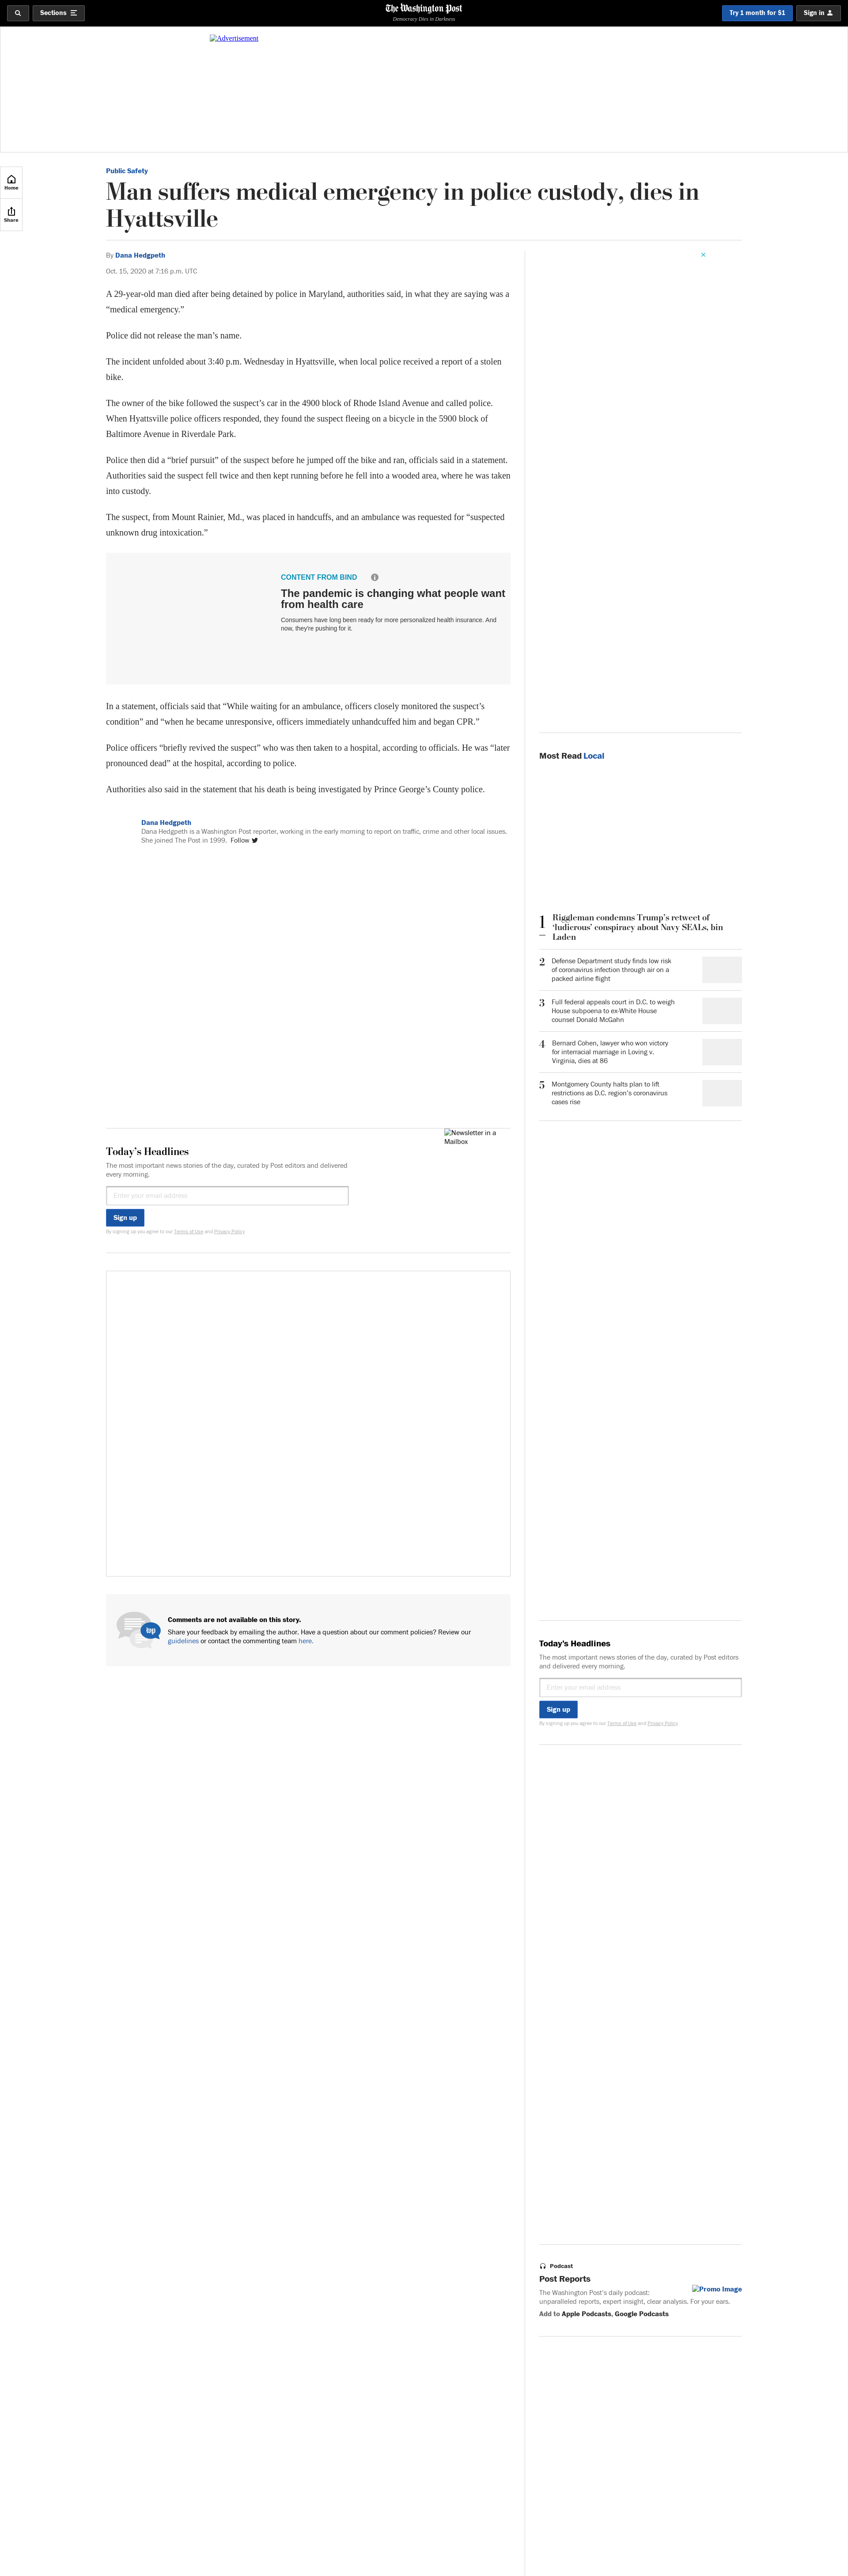 Sections
The Washington Post
Democracy Dies in Darkness
Try 1 month for $1
Sign in
Advertisement
Home
Share
Public Safety
Man suffers medical emergency in police custody, dies in
Hyattsville
By Dana Hedgpeth
Oct. 15, 2020 at 7:16 p.m. UTC
A 29-year-old man died after being detained by police in Maryland, authorities said, in what they are saying was a
“medical emergency.”
Police did not release the man’s name.
The incident unfolded about 3:40 p.m. Wednesday in Hyattsville, when local police received a report of a stolen
bike.
The owner of the bike followed the suspect’s car in the 4900 block of Rhode Island Avenue and called police.
When Hyattsville police officers responded, they found the suspect fleeing on a bicycle in the 5900 block of
Baltimore Avenue in Riverdale Park.
Police then did a “brief pursuit” of the suspect before he jumped off the bike and ran, officials said in a statement.
Authorities said the suspect fell twice and then kept running before he fell into a wooded area, where he was taken
into custody.
The suspect, from Mount Rainier, Md., was placed in handcuffs, and an ambulance was requested for “suspected
unknown drug intoxication.”
CONTENT FROM BIND
The pandemic is changing what people want
from health care
Consumers have long been ready for more personalized health insurance. And
now, they're pushing for it.
In a statement, officials said that “While waiting for an ambulance, officers closely monitored the suspect’s
condition” and “when he became unresponsive, officers immediately unhandcuffed him and began CPR.”
Police officers “briefly revived the suspect” who was then taken to a hospital, according to officials. He was “later
pronounced dead” at the hospital, according to police.
Authorities also said in the statement that his death is being investigated by Prince George’s County police.
Dana Hedgpeth
Dana Hedgpeth is a Washington Post reporter, working in the early morning to report on traffic, crime and other local issues.
She joined The Post in 1999. Follow
Newsletter in a
Mailbox
Today’s Headlines
The most important news stories of the day, curated by Post editors and delivered
every morning.
Enter your email address
Sign up
By signing up you agree to our Terms of Use and Privacy Policy
Comments are not available on this story.
Share your feedback by emailing the author. Have a question about our comment policies? Review our
guidelines or contact the commenting team here.
Most Read Local
1
Riggleman condemns Trump’s retweet of
‘ludicrous’ conspiracy about Navy SEALs, bin
Laden
2
Defense Department study finds low risk
of coronavirus infection through air on a
packed airline flight
3
Full federal appeals court in D.C. to weigh
House subpoena to ex-White House
counsel Donald McGahn
4
Bernard Cohen, lawyer who won victory
for interracial marriage in Loving v.
Virginia, dies at 86
5
Montgomery County halts plan to lift
restrictions as D.C. region’s coronavirus
cases rise
Today’s Headlines
The most important news stories of the day, curated by Post editors
and delivered every morning.
Enter your email address
Sign up
By signing up you agree to our Terms of Use and Privacy Policy
Podcast
Post Reports
Promo Image
The Washington Post’s daily podcast:
unparalleled reports, expert insight, clear analysis. For your ears.
Add to Apple Podcasts, Google Podcasts